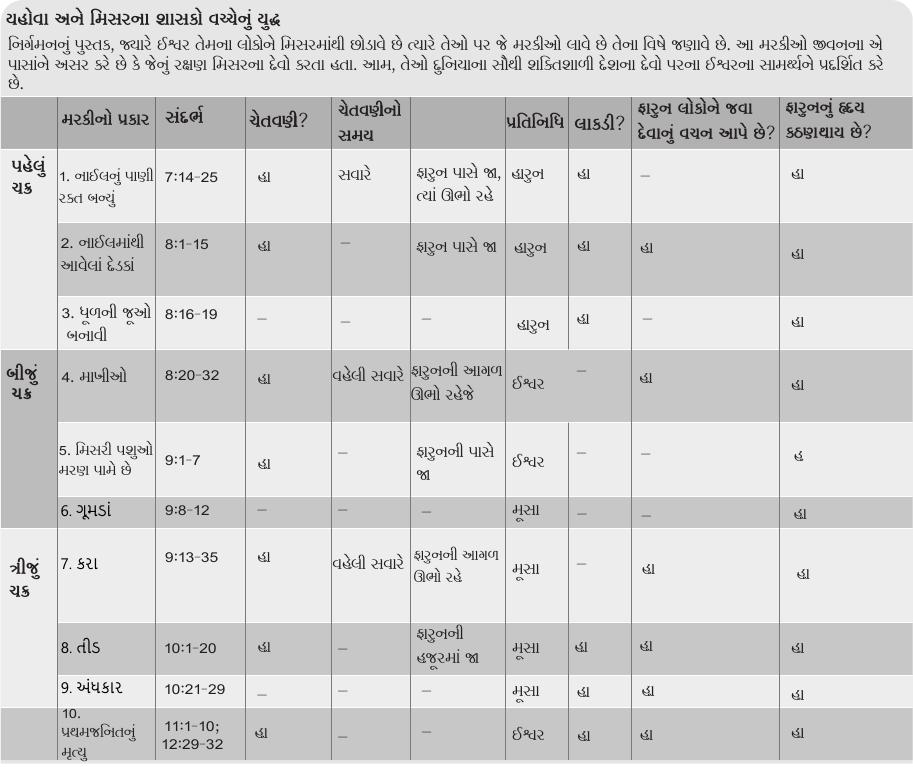 યહોવા અને મિસરના શાસકો વચ્ચેનું યુદ્ધ
નિર્ગમનનું પુસ્તક, જ્યારે ઈશ્વર તેમના લોકોને મિસરમાંથી છોડાવે છે ત્યારે તેઓ પર જે મરકીઓ લાવે છે તેના વિષે જણાવે છે. આ મરકીઓ જીવનના એ
પાસાંને અસર કરે છે કે જેનું રક્ષણ મિસરના દેવો કરતા હતા. આમ, તેઓ દુનિયાના સૌથી શક્તિશાળી દેશના દેવો પરના ઈશ્વરના સામર્થ્યને પ્રદર્શિત કરે
છે.
મરકીનો પ્રકાર સંદર્ભ ચેતવણી? ચેતવણીનો સમય પ્રતિનિધિ લાકડી? ફારુન લોકોને જવા દેવાનું વચન આપે છે? ફારુનનું હૃદય કઠણથાય છે?
પહેલું ચક્ર
1. નાઈલનું પાણી રક્ત બન્યું 7:14-25 હા સવારે ફારુન પાસે જા, ત્યાં ઊભો રહે હારુન હા – હા
2. નાઈલમાંથી આવેલાં દેડકાં 8:1-15 હા – ફારુન પાસે જા હારુન હા હા હા
3. ધૂળની જૂઓ બનાવી 8:16-19 – – – હારુન હા – હા
બીજું ચક્ર
4. માખીઓ 8:20-32 હા વહેલી સવારે ફારુનની આગળ ઊભો રહેજે ઈશ્વર – હા હા
5. મિસરી પશુઓ મરણ પામે છે 9:1-7 હા – ફારુનની પાસે જા ઈશ્વર – – હ
6. ગૂમડાં 9:8-12 – – – મૂસા – – હા
ત્રીજું ચક્ર
7. કરા 9:13-35 હા વહેલી સવારે ફારુનની આગળ ઊભો રહે મૂસા – હા હા
8. તીડ 10:1-20 હા – ફારુનની હજૂરમાં જા મૂસા હા હા હા
9. અંધકાર 10:21-29 – – – મૂસા હા હા હા
10. પ્રથમજનિતનું મૃત્યુ 11:1-10; 12:29-32 હા – – ઈશ્વર હા હા હા